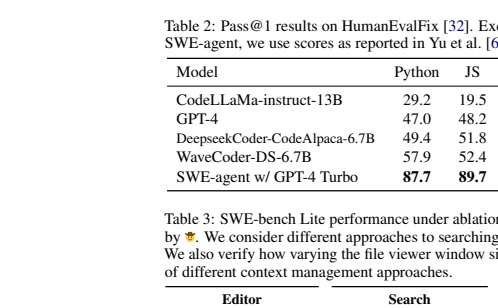 Table 2: Pass@1 results on HumanEvalFix [32].
SWE-agent, we use scores as reported in Yu et al. [6
Model Python JS
CodeLLaMa-instruct-13B 29.2 19.5
GPT-4 47.0 48.2
DeepseekCoder-CodeAlpaca-6.7B 49.4 51.8
WaveCoder-DS-6.7B 57.9 52.4
SWE-agent w/ GPT-4 Turbo 87.7 89.7
Table 3: SWE-bench Lite performance under ablation
by 🤠. We consider different approaches to searching
We also verify how varying the file viewer window
of different context management approaches.
Editor Search